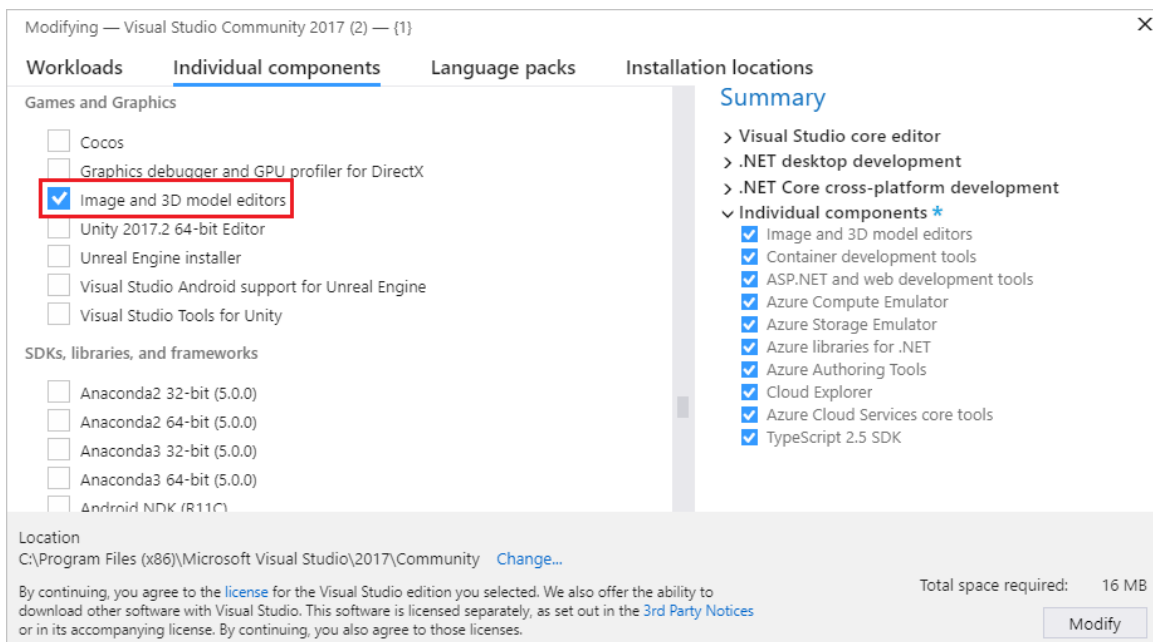 Modifying — Visual Studio Community 2017 (2) — {1}
Workloads Individual components Language packs Installation locations
Games and Graphics
Cocos
Graphics debugger and GPU profiler for DirectX
Image and 3D model editors
Unity 2017.2 64-bit Editor
Unreal Engine installer
Visual Studio Android support for Unreal Engine
Visual Studio Tools for Unity
SDKs, libraries, and frameworks
Anaconda2 32-bit (5.0.0)
Anaconda2 64-bit (5.0.0)
Anaconda3 32-bit (5.0.0)
Anaconda3 64-bit (5.0.0)
Android NDK (R11C)
Summary
Visual Studio core editor
.NET desktop development
.NET Core cross-platform development
Individual components *
Image and 3D model editors
Container development tools
ASP.NET and web development tools
Azure Compute Emulator
Azure Storage Emulator
Azure libraries for .NET
Azure Authoring Tools
Cloud Explorer
Azure Cloud Services core tools
TypeScript 2.5 SDK
Location
C:\Program Files (x86)\Microsoft Visual Studio\2017\Community Change...
By continuing, you agree to the license for the Visual Studio edition you selected. We also offer the ability to
download other software with Visual Studio. This software is licensed separately, as set out in the 3rd Party Notices
or in its accompanying license. By continuing, you also agree to those licenses.
Total space required: 16 MB
Modify